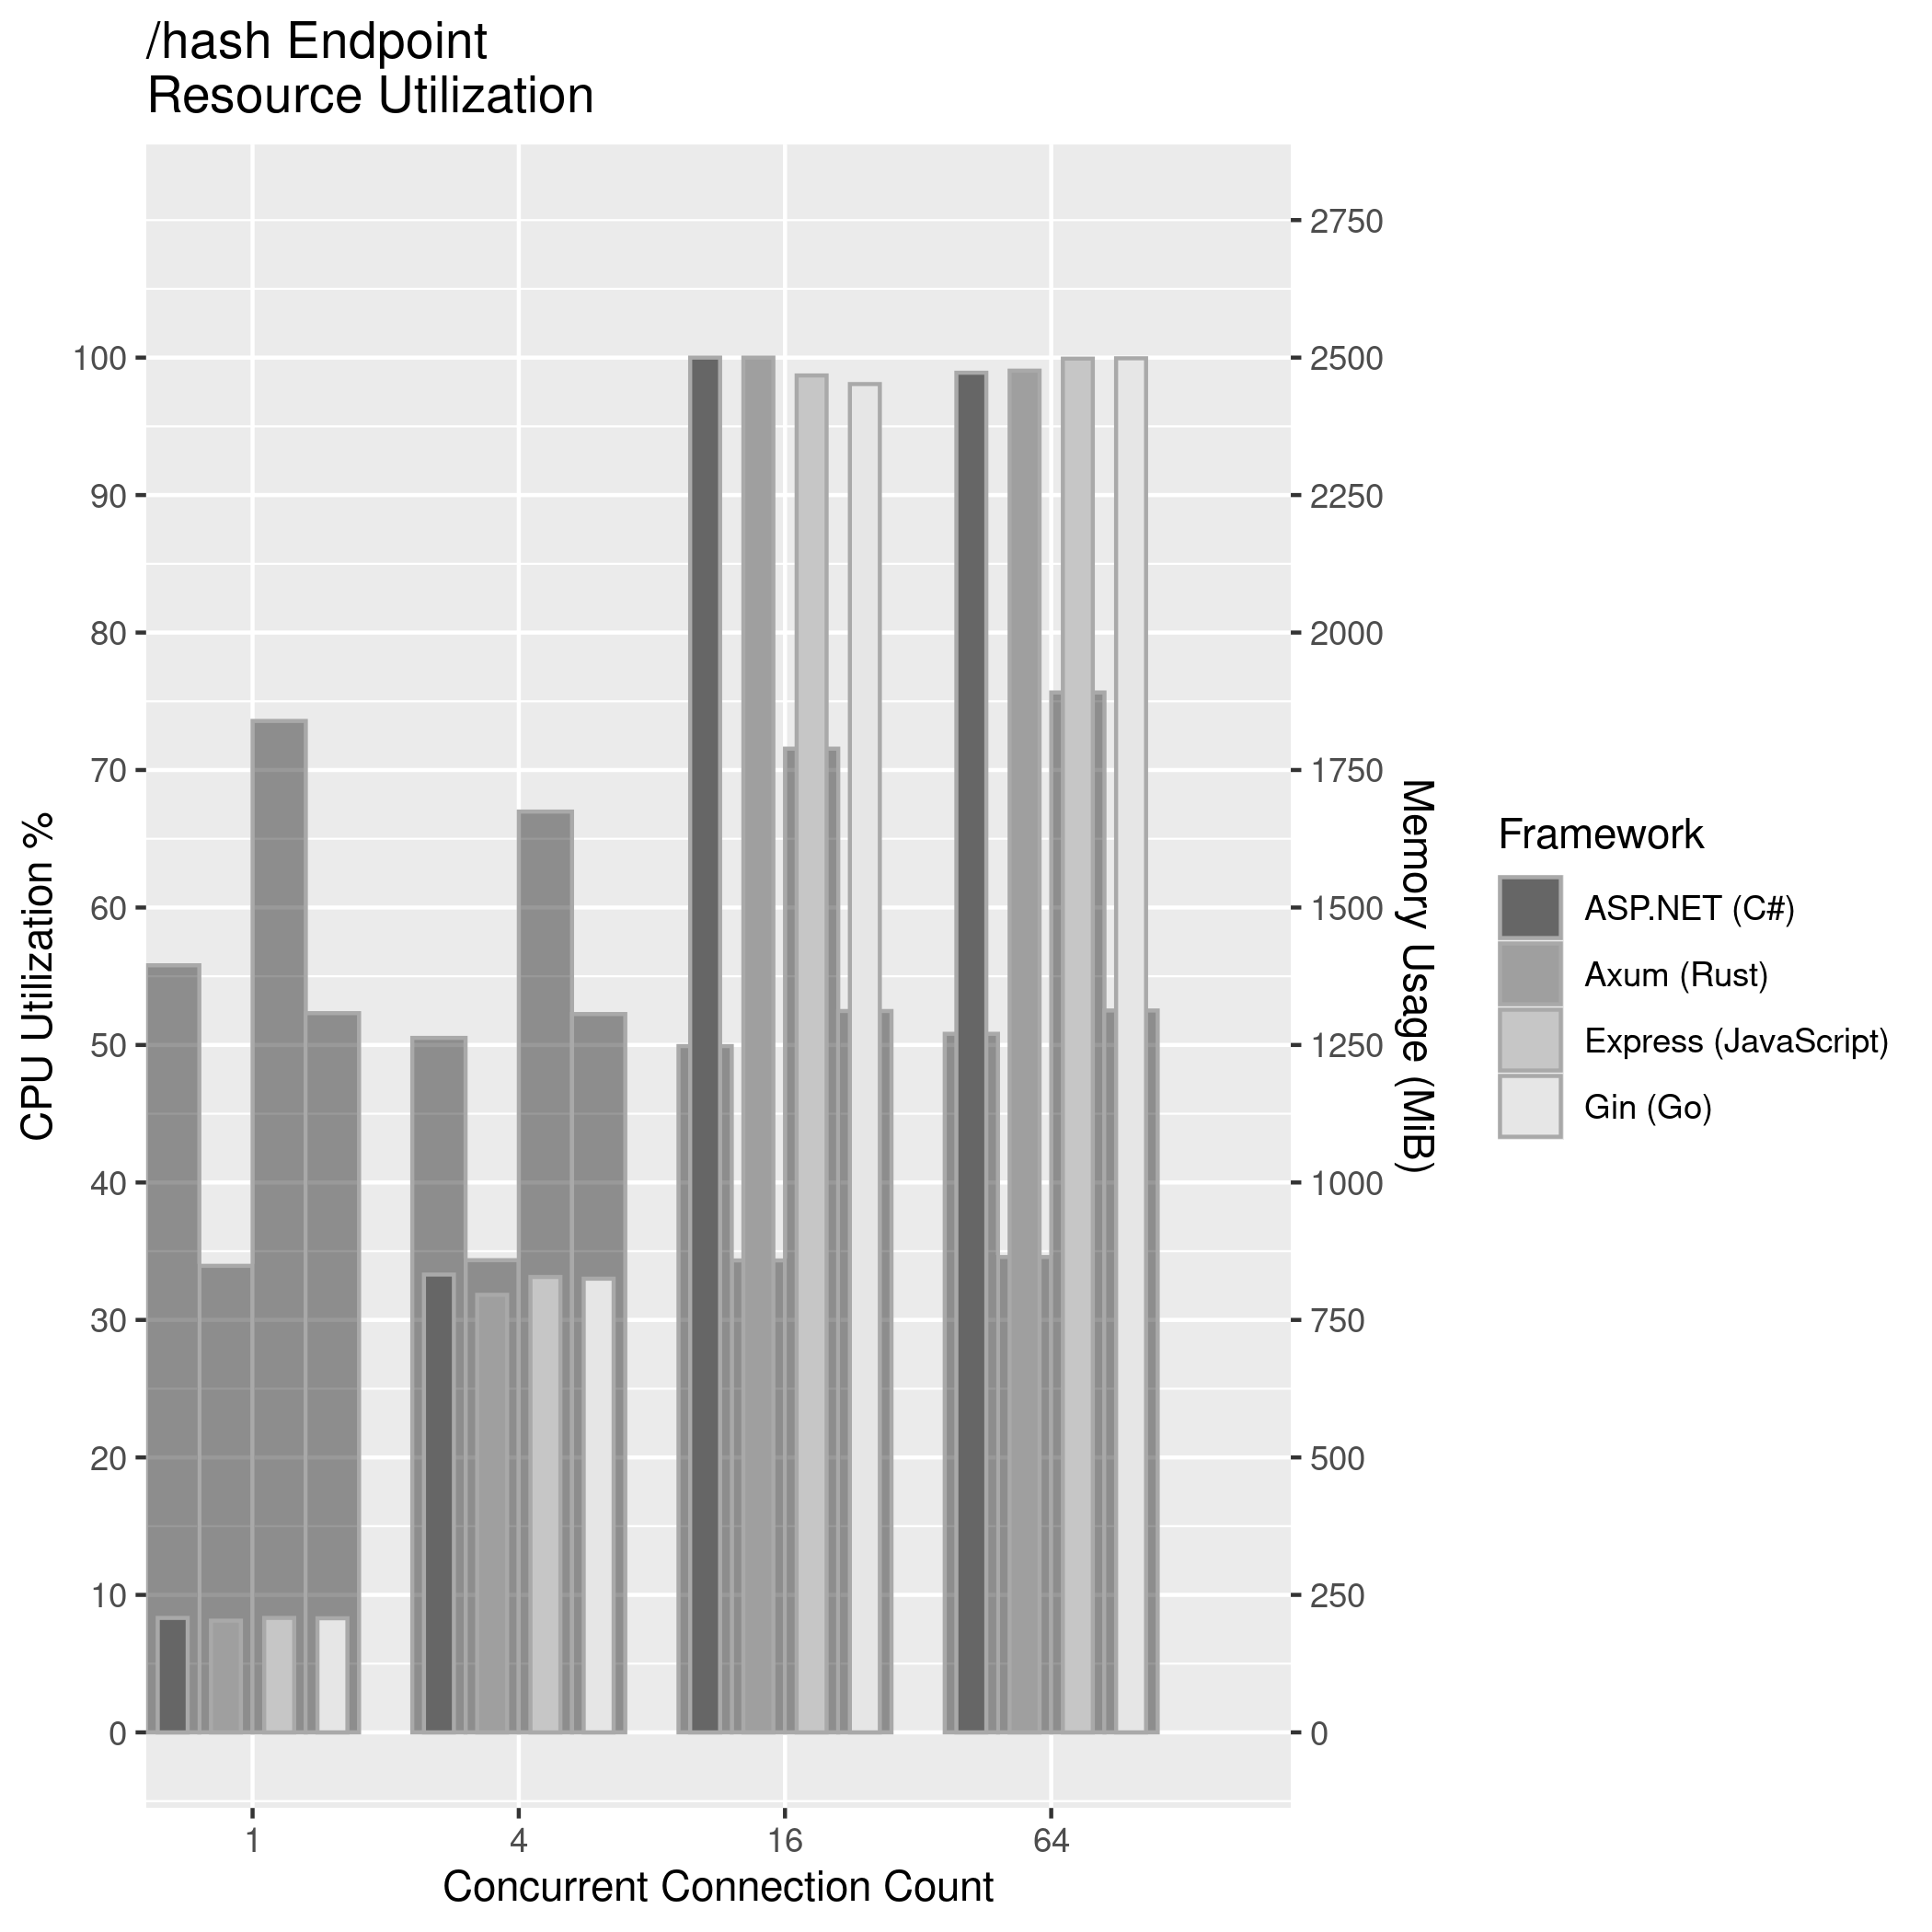 /hash Endpoint
Resource Utilization
CPU Utilization %
100
90
80
70
60
50
40
30
20
10
0
2750
2500
2250
2000
1750
1500
1250
1000
750
500
250
0
Memory Usage (MiB)
1 4 16 64
Concurrent Connection Count
Framework
ASP.NET (C#)
Axum (Rust)
Express (JavaScript)
Gin (Go)